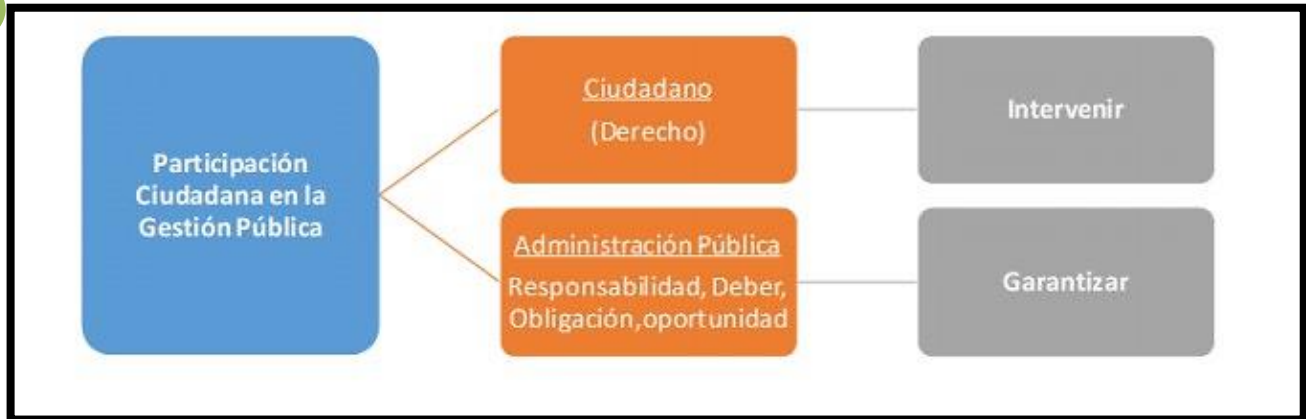 Participación
Ciudadana en la
Gestión Pública
Ciudadano
(Derecho)
Intervenir
Administración Pública
Responsabilidad, Deber,
Obligación,oportunidad
Garantizar